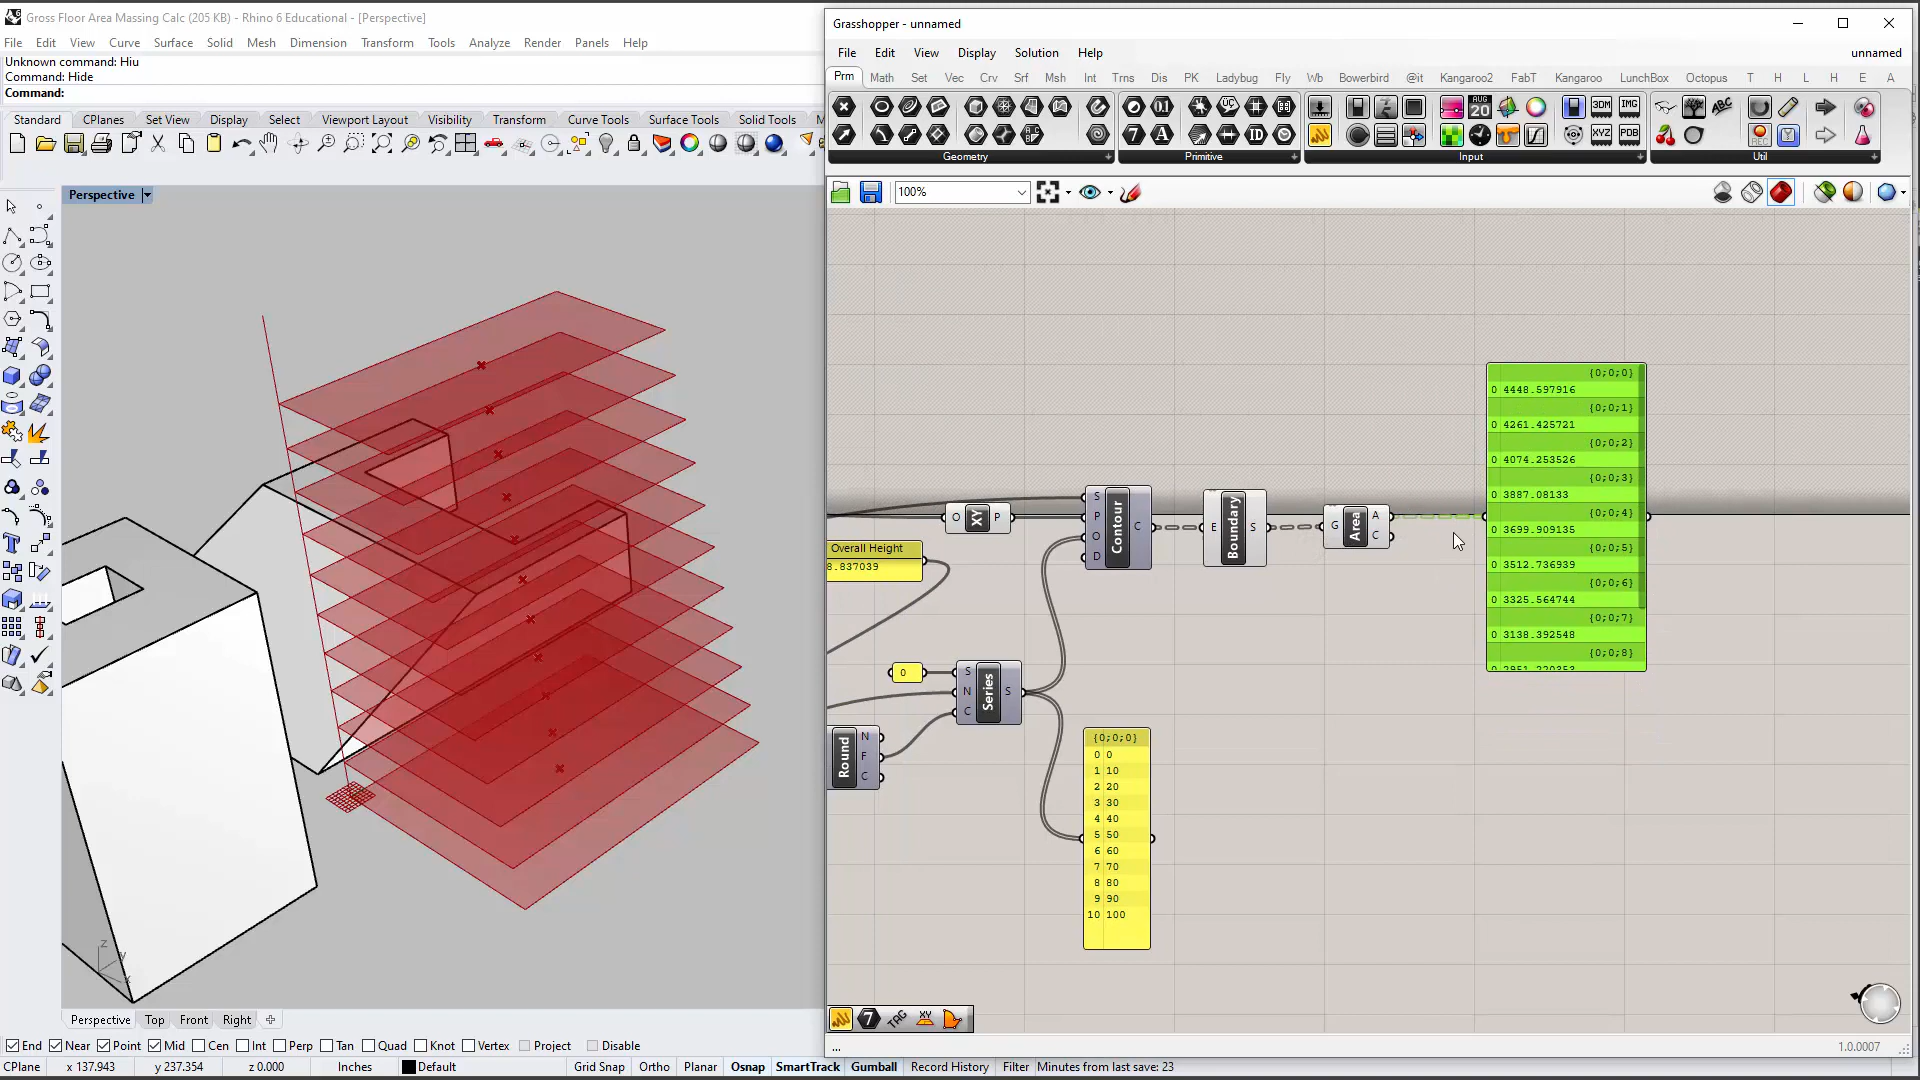 Gross Floor Area Massing Calc (205 KB) - Rhino 6 Educational - [Perspective]
File Edit View Curve Surface Solid Mesh Dimension Transform Tools Analyze Render Panels Help
Unknown command: Hiu
Command: Hide
Command:
Standard CPlanes Set View Display Select Viewport Layout Visibility Transform Curve Tools Surface Tools Solid Tools M
Perspective
z
y
x
Perspective Top Front Right
End Near Point Mid Cen Int Perp Tan Quad Knot Vertex Project Disable
CPlane x 137.943 y 237.354 z 0.000 Inches Default Grid Snap Ortho Planar Osnap SmartTrack Gumball Record History Filter Minutes from last save: 23
Grasshopper - unnamed
File Edit View Display Solution Help unnamed
Prm Math Set Vec Crv Srf Msh Int Trns Dis PK Ladybug Fly Wb Bowerbird @it Kangaroo2 FabT Kangaroo LunchBox Octopus T H L H E A
Geometry Primitive Input Util
100%
O XY P
S P O D Contour C
E Boundary S
G Area A C
Overall Height
8.837039
0
S N C Series S
Round N F C
{0;0;0}
0 0
1 10
2 20
3 30
4 40
5 50
6 60
7 70
8 80
9 90
10 100
{0;0;0}
0 4448.597916
{0;0;1}
0 4261.425721
{0;0;2}
0 4074.253526
{0;0;3}
0 3887.08133
{0;0;4}
0 3699.909135
{0;0;5}
0 3512.736939
{0;0;6}
0 3325.564744
{0;0;7}
0 3138.392548
{0;0;8}
0 2951.220353
...
1.0.0007